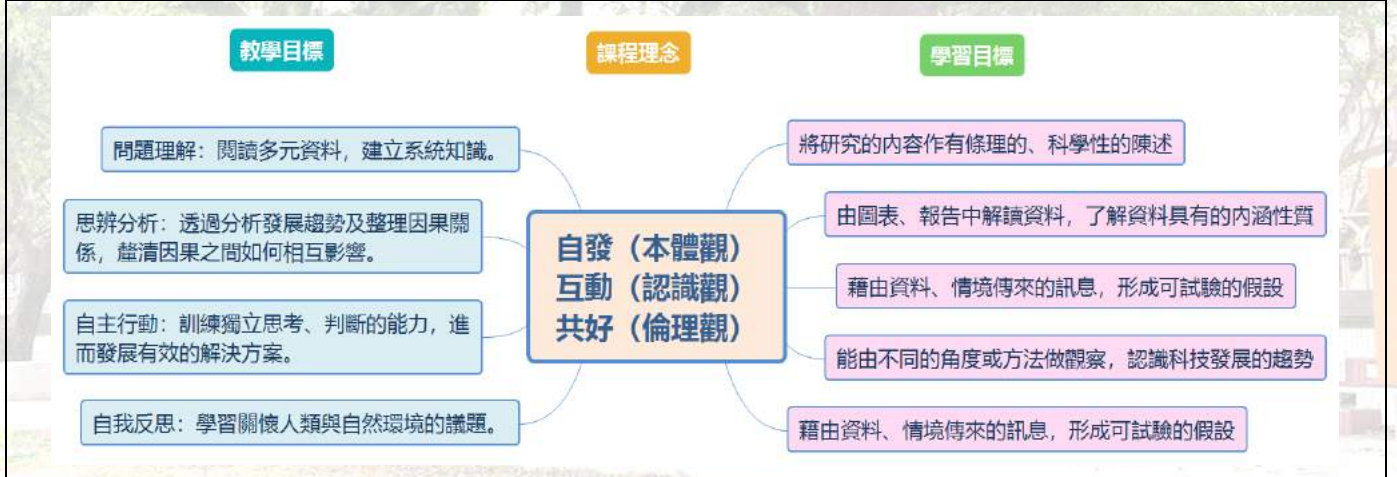 教學目標
課程理念
學習目標
問題理解：閱讀多元資料，建立系統知識。
思辨分析：透過分析發展趨勢及整理因果關
係，釐清因果之間如何相互影響。
自主行動：訓練獨立思考、判斷的能力，進
而發展有效的解決方案。
自我反思：學習關懷人類與自然環境的議題。
自發（本體觀）
互動（認識觀）
共好（倫理觀）
將研究的內容作有條理的、科學性的陳述
由圖表、報告中解讀資料，了解資料具有的內涵性質
藉由資料、情境傳來的訊息，形成可試驗的假設
能由不同的角度或方法做觀察，認識科技發展的趨勢
藉由資料、情境傳來的訊息，形成可試驗的假設